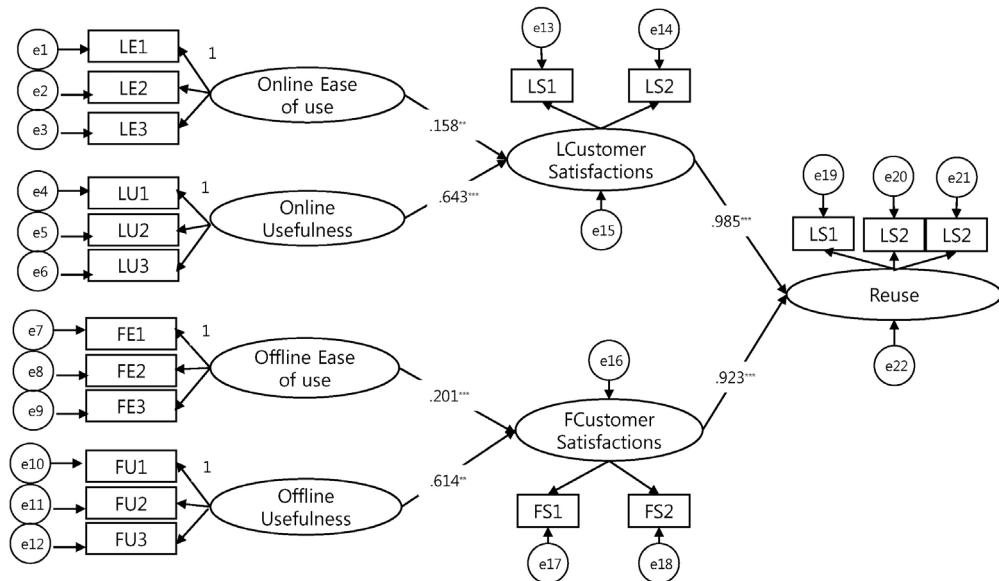 e1
LE1
1
e2
LE2
e3
LE3
Online Ease
of use
e4
LU1
1
e5
LU2
e6
LU3
Online
Usefulness
e7
FE1
1
e8
FE2
e9
FE3
Offline Ease
of use
e10
FU1
1
e11
FU2
e12
FU3
Offline
Usefulness
.158**
.643***
.201***
.614**
e13
e14
LS1
LS2
LCustomer
Satisfactions
e15
e16
FCustomer
Satisfactions
FS1
FS2
e17
e18
.985***
.923***
e19
e20
e21
LS1
LS2
LS2
Reuse
e22